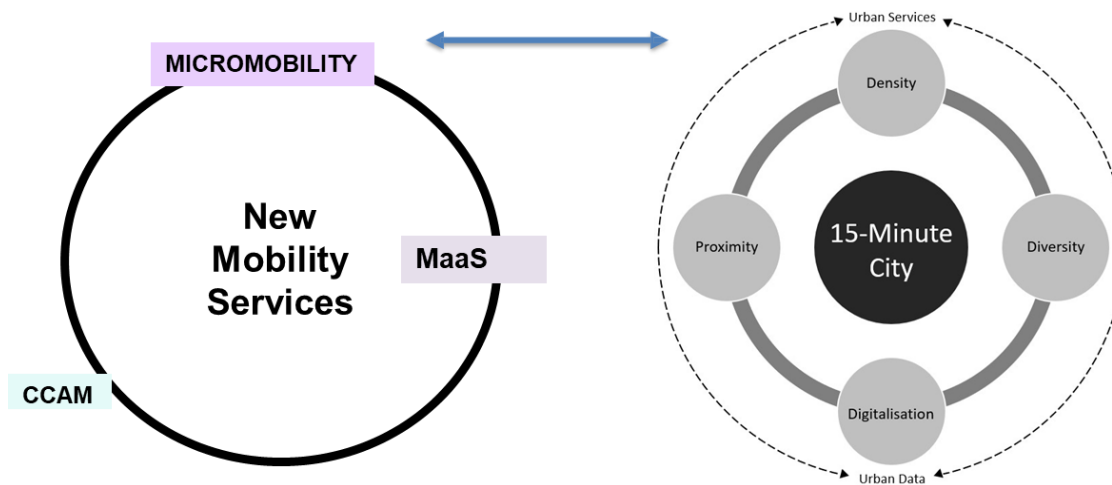 MICROMOBILITY
New
Mobility
Services
MaaS
CCAM
Urban Services
Density
Proximity
15-Minute
City
Diversity
Digitalisation
Urban Data